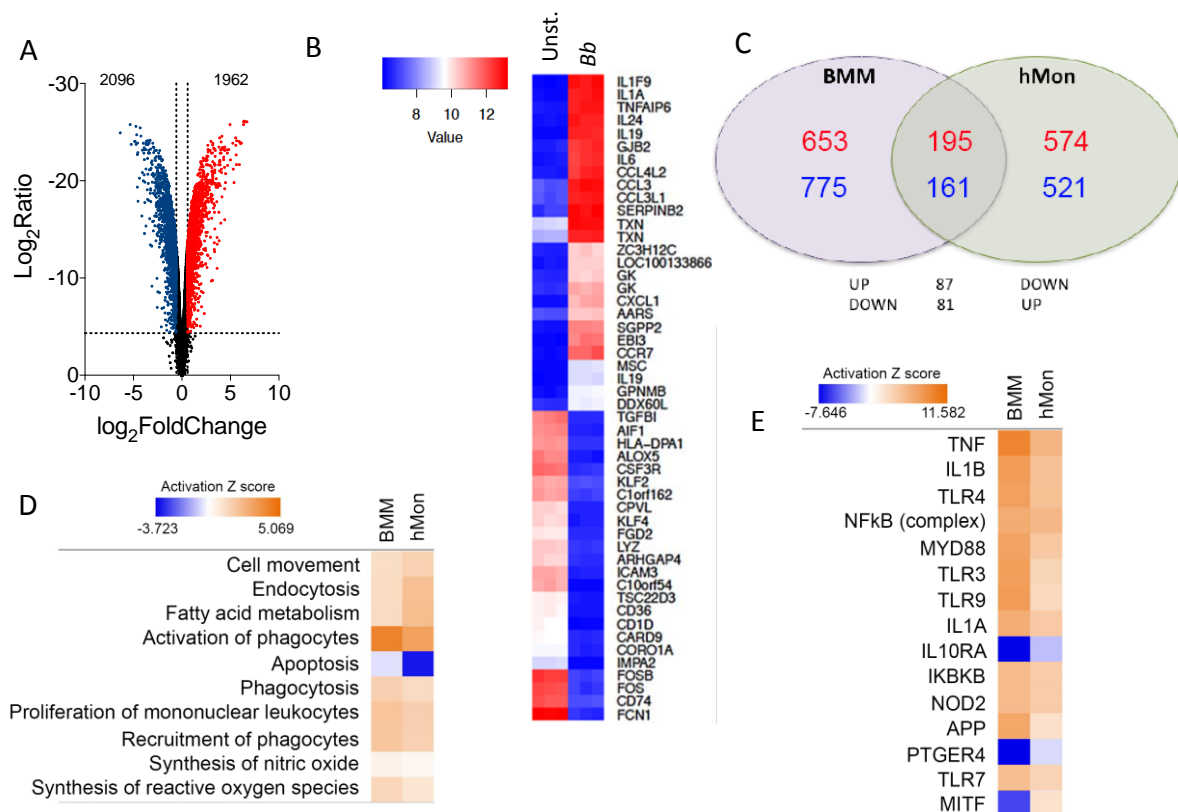 A
2096 1962
-30
-20
-10
0
Log2Ratio
-10 -5 0 5 10
log2FoldChange
B
8 10 12
Value
Unst.
Bb
IL1F9
IL1A
TNFAIP6
IL24
IL19
GJB2
IL6
CCL4L2
CCL3
CCL3L1
SERPINB2
TXN
TXN
ZC3H12C
LOC100133866
GK
GK
CXCL1
AARS
SGPP2
EBI3
CCR7
MSC
IL19
GPNMB
DDX60L
TGFBI
AIF1
HLA-DPA1
ALOX5
CSF3R
KLF2
C1orf162
CPVL
KLF4
FGD2
LYZ
ARHGAP4
ICAM3
C10orf54
TSC22D3
CD36
CD1D
CARD9
CORO1A
IMPA2
FOSB
FOS
CD74
FCN1
C
BMM hMon
653 195 574
775 161 521
UP 87 DOWN
DOWN 81 UP
D
Activation Z score
-3.723 5.069
BMM
hMon
Cell movement
Endocytosis
Fatty acid metabolism
Activation of phagocytes
Apoptosis
Phagocytosis
Proliferation of mononuclear leukocytes
Recruitment of phagocytes
Synthesis of nitric oxide
Synthesis of reactive oxygen species
E
Activation Z score
-7.646 11.582
BMM
hMon
TNF
IL1B
TLR4
NFkB (complex)
MYD88
TLR3
TLR9
IL1A
IL10RA
IKBKB
NOD2
APP
PTGER4
TLR7
MITF